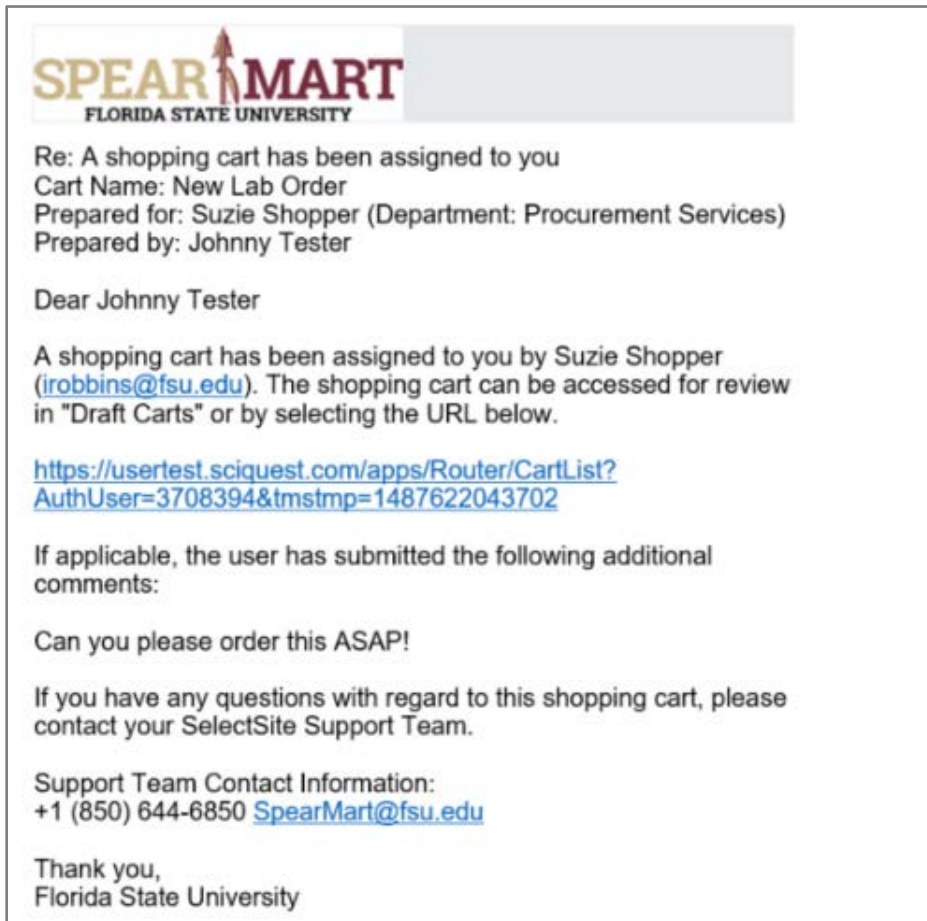 SPEAR MART
FLORIDA STATE UNIVERSITY
Re: A shopping cart has been assigned to you
Cart Name: New Lab Order
Prepared for: Suzie Shopper (Department: Procurement Services)
Prepared by: Johnny Tester
Dear Johnny Tester
A shopping cart has been assigned to you by Suzie Shopper
(irobbins@fsu.edu). The shopping cart can be accessed for review
in "Draft Carts" or by selecting the URL below.
https://usertest.sciquest.com/apps/Router/CartList?
AuthUser=3708394&tmstmp=1487622043702
If applicable, the user has submitted the following additional
comments:
Can you please order this ASAP!
If you have any questions with regard to this shopping cart, please
contact your SelectSite Support Team.
Support Team Contact Information:
+1 (850) 644-6850 SpearMart@fsu.edu
Thank you,
Florida State University